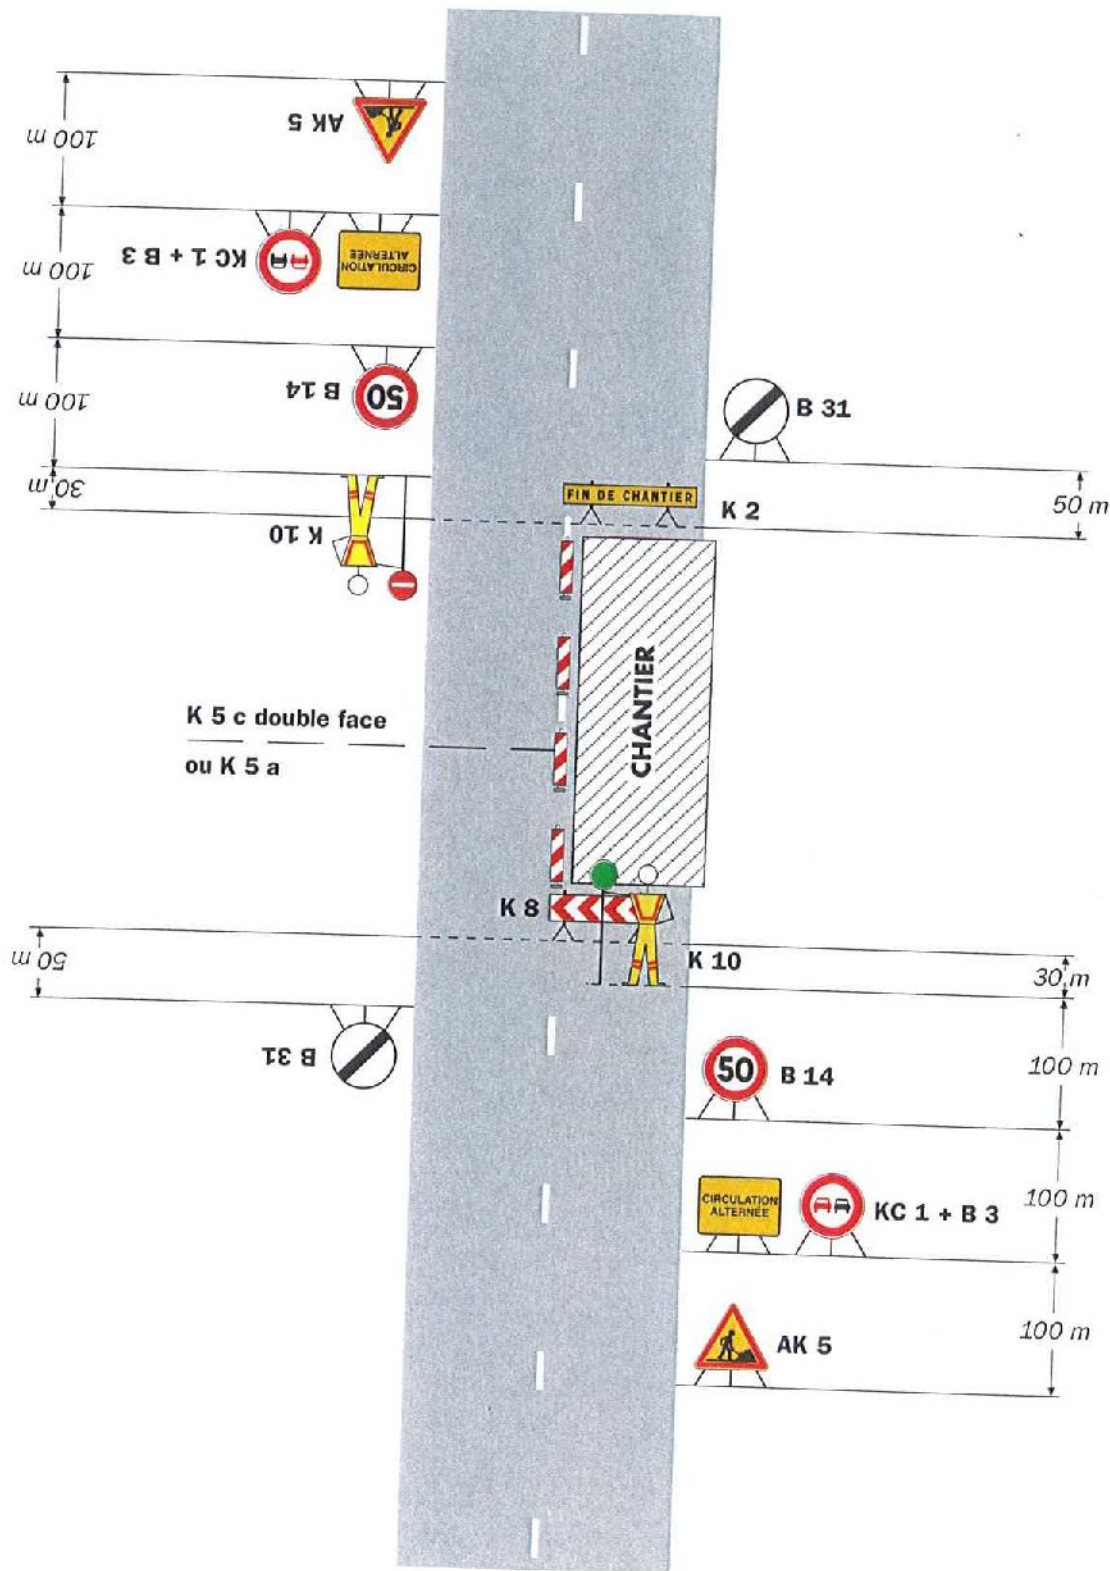 100 m
AK 5
100 m
KC 1 + B 3
CIRCULATION
ALTERNÉE
100 m
B 14
50
B 31
30 m
FIN DE CHANTIER
K 2
50 m
K 10
CHANTIER
K 5 c double face
ou K 5 a
K 8
50 m
K 10
30 m
B 31
50
B 14
100 m
CIRCULATION
ALTERNÉE
KC 1 + B 3
100 m
AK 5
100 m